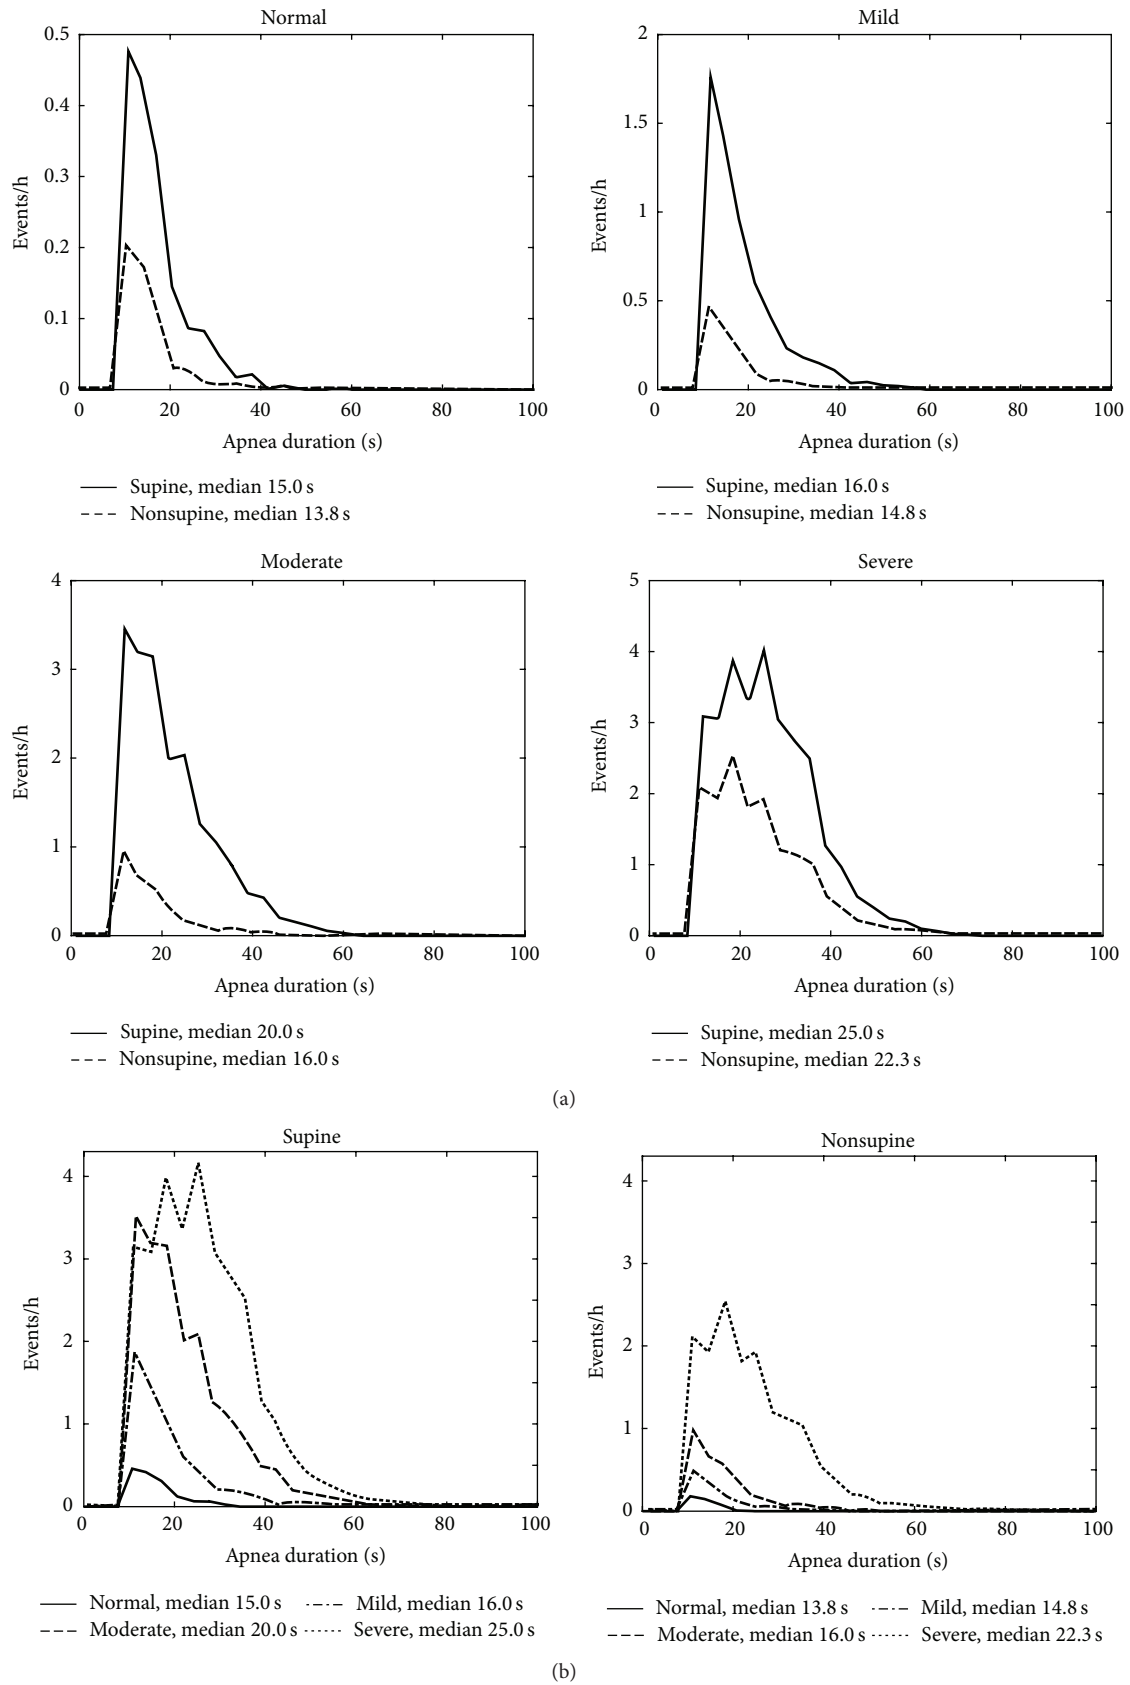 Normal
Events/h
0.5
0.4
0.3
0.2
0.1
0
0 20 40 60 80 100
Apnea duration (s)
Supine, median 15.0 s
Nonsupine, median 13.8 s
Mild
Events/h
2
1.5
1
0.5
0
0 20 40 60 80 100
Apnea duration (s)
Supine, median 16.0 s
Nonsupine, median 14.8 s
Moderate
Events/h
4
3
2
1
0
0 20 40 60 80 100
Apnea duration (s)
Supine, median 20.0 s
Nonsupine, median 16.0 s
Severe
Events/h
5
4
3
2
1
0
0 20 40 60 80 100
Apnea duration (s)
Supine, median 25.0 s
Nonsupine, median 22.3 s
(a)
Supine
Events/h
4
3
2
1
0
0 20 40 60 80 100
Apnea duration (s)
Normal, median 15.0 s Mild, median 16.0 s
Moderate, median 20.0 s Severe, median 25.0 s
Nonsupine
Events/h
4
3
2
1
0
0 20 40 60 80 100
Apnea duration (s)
Normal, median 13.8 s Mild, median 14.8 s
Moderate, median 16.0 s Severe, median 22.3 s
(b)